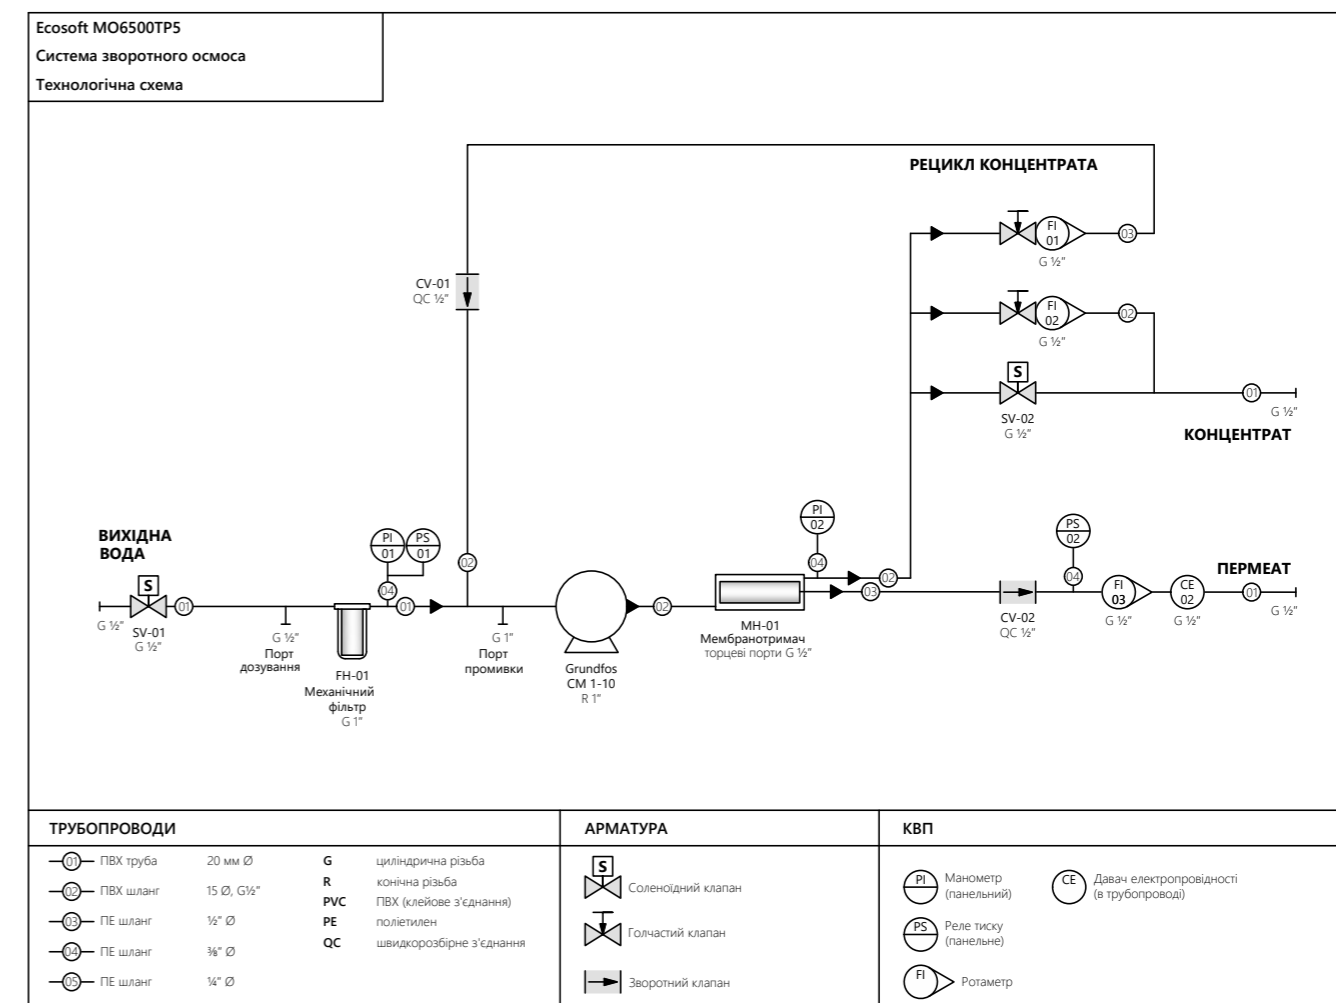 Ecosoft MO6500TP5
Система зворотного осмоса
Технологічна схема
РЕЦИКЛ КОНЦЕНТРАТА
FI
01
03
G ½"
CV-01
QC ½"
FI
02
02
G ½"
S
SV-02
G ½"
01
G ½"
КОНЦЕНТРАТ
ВИХІДНА
ВОДА
S
G ½"
SV-01
G ½"
01
G ½"
Порт
дозування
PI
01
PS
01
04
01
FH-01
Механічний
фільтр
G 1"
02
G 1"
Порт
промивки
Grundfos
CM 1-10
R 1"
02
MH-01
Мембранотримач
торцеві порти G ½"
PI
02
04
02
03
CV-02
QC ½"
PS
02
04
FI
03
G ½"
CE
02
G ½"
ПЕРМЕАТ
01
G ½"
ТРУБОПРОВОДИ
01 ПВХ труба 20 мм Ø
02 ПВХ шланг 15 Ø, G½"
03 ПЕ шланг ½" Ø
04 ПЕ шланг ⅜" Ø
05 ПЕ шланг ¼" Ø
G циліндрична різьба
R конічна різьба
PVC ПВХ (клейове з'єднання)
PE поліетилен
QC швидкорозбірне з'єднання
АРМАТУРА
S
Соленоїдний клапан
Голчастий клапан
Зворотний клапан
КВП
PI Манометр
(панельний)
PS Реле тиску
(панельне)
FI Ротаметр
CE Давач електропровідності
(в трубопроводі)